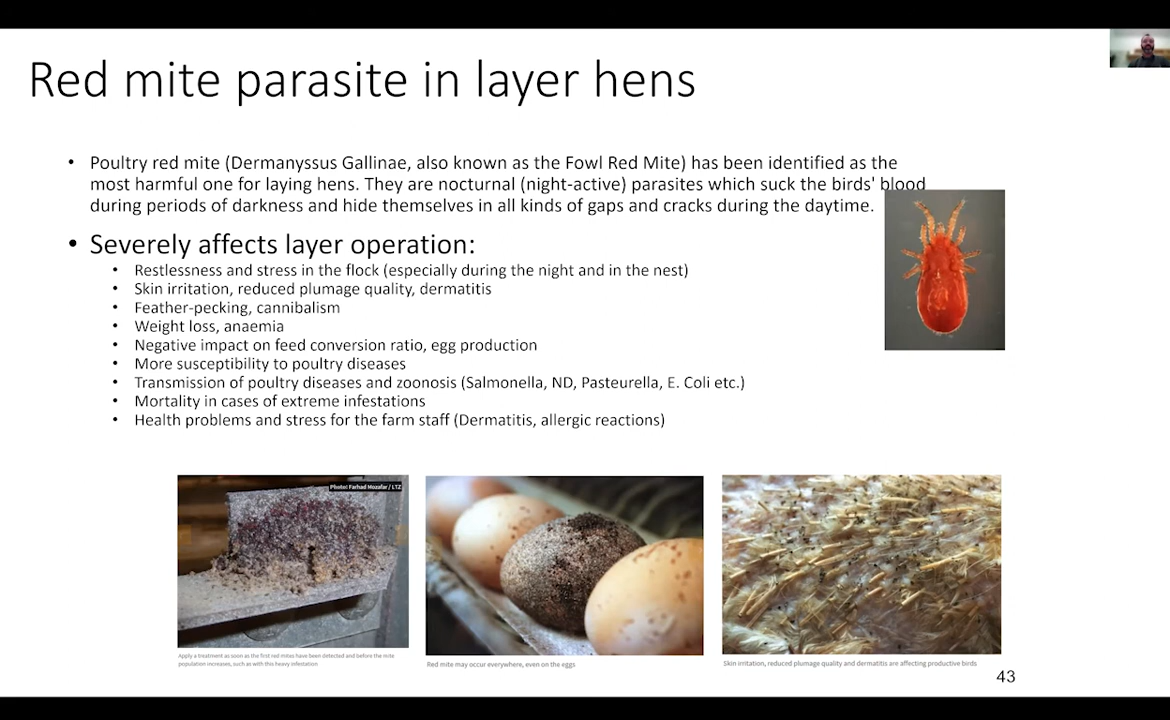 Red mite parasite in layer hens
• Poultry red mite (Dermanyssus Gallinae, also known as the Fowl Red Mite) has been identified as the
most harmful one for laying hens. They are nocturnal (night-active) parasites which suck the birds' blood
during periods of darkness and hide themselves in all kinds of gaps and cracks during the daytime.
• Severely affects layer operation:
• Restlessness and stress in the flock (especially during the night and in the nest)
• Skin irritation, reduced plumage quality, dermatitis
• Feather-pecking, cannibalism
• Weight loss, anaemia
• Negative impact on feed conversion ratio, egg production
• More susceptibility to poultry diseases
• Transmission of poultry diseases and zoonosis (Salmonella, ND, Pasteurella, E. Coli etc.)
• Mortality in cases of extreme infestations
• Health problems and stress for the farm staff (Dermatitis, allergic reactions)
Photo: Farhad Mozafar / LTZ
Apply a treatment as soon as the first red mites have been detected and before the mite
population increases, such as with this heavy infestation
Red mite may occur everywhere, even on the eggs
Skin irritation, reduced plumage quality and dermatitis are affecting productive birds
43